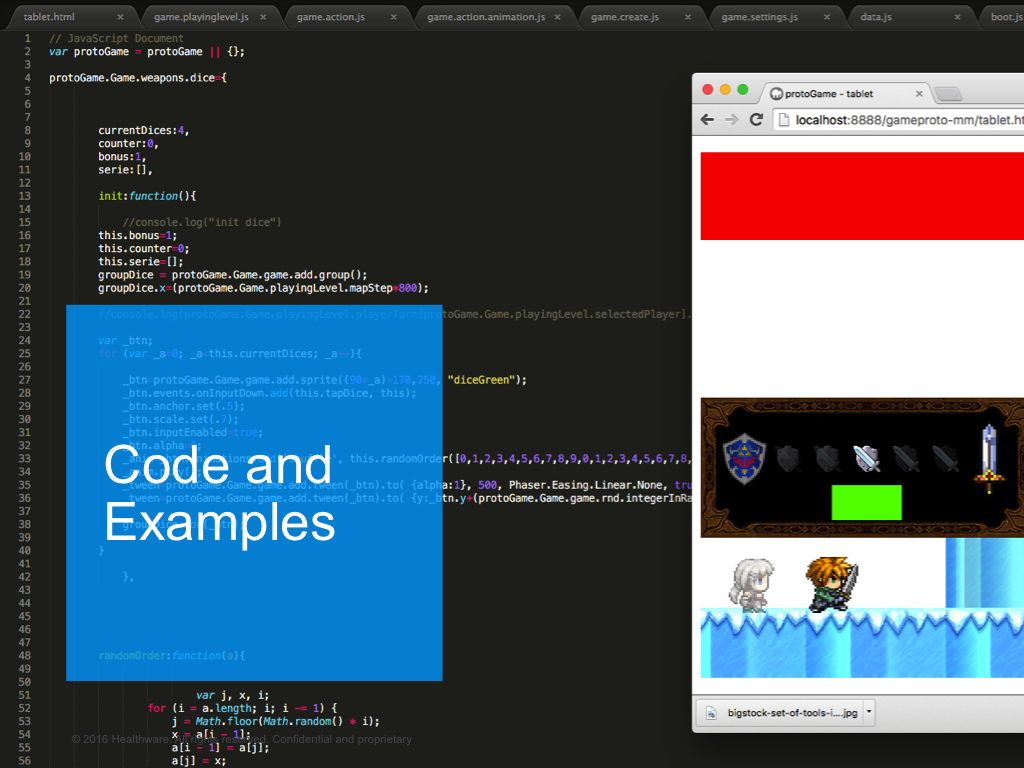 tablet.html
game.playinglevel.js
game.action.js
game.action.animation.js
game.create.js
game.settings.js
data.js
boot.js
1 // JavaScript Document
2 var protoGame = protoGame || {};
3
4 protoGame.Game.weapons.dice={
5
6
7
8 currentDices:4,
9 counter:0,
10 bonus:1,
11 serie:[],
12
13 init:function(){
14
15 //console.log("init dice")
16 this.bonus=1;
17 this.counter=0;
18 this.serie=[];
19 groupDice = protoGame.Game.game.add.group();
20 groupDice.x=(protoGame.Game.playingLevel.mapStep*800);
21
22 //console.log(protoGame.Game.playingLevel.playerTurn[protoGame.Game.playingLevel.selectedPlayer].
23
24 var _btn;
25 for (var _a=0; _a<this.currentDices; _a++){
26
27 _btn=protoGame.Game.game.add.sprite((90*_a)+170,250, "diceGreen");
28 _btn.events.onInputDown.add(this.tapDice, this);
29 _btn.anchor.set(.5);
30 _btn.scale.set(.7);
31 _btn.inputEnabled=true;
32 _btn.alpha
33 this.randomOrder([0,1,2,3,4,5,6,7,8,9,0,1,2,3,4,5,6,7,8,
34
35 _tween protoGame.Game.game.add.tween(_btn).to( {alpha:1}, 500, Phaser.Easing.Linear.None, tru
36 _tween protoGame.Game.game.add.tween(_btn).to( {y:_btn.y+(protoGame.Game.game.rnd.integerInRa
37
38
39
40 }
41
42 },
43
44
45
46
47
48 randomOrder:function(a){
49
50
51 var j, x, i;
52 for (i = a.length; i; i -= 1) {
53 j = Math.floor(Math.random() * i);
54 x = a[i - 1];
55 a[i - 1] = a[j];
56 a[j] = x;
Code and
Examples
© 2016 Healthware. All rights reserved. Confidential and proprietary
protoGame - tablet
localhost:8888/gameproto-mm/tablet.ht
bigstock-set-of-tools-i....jpg